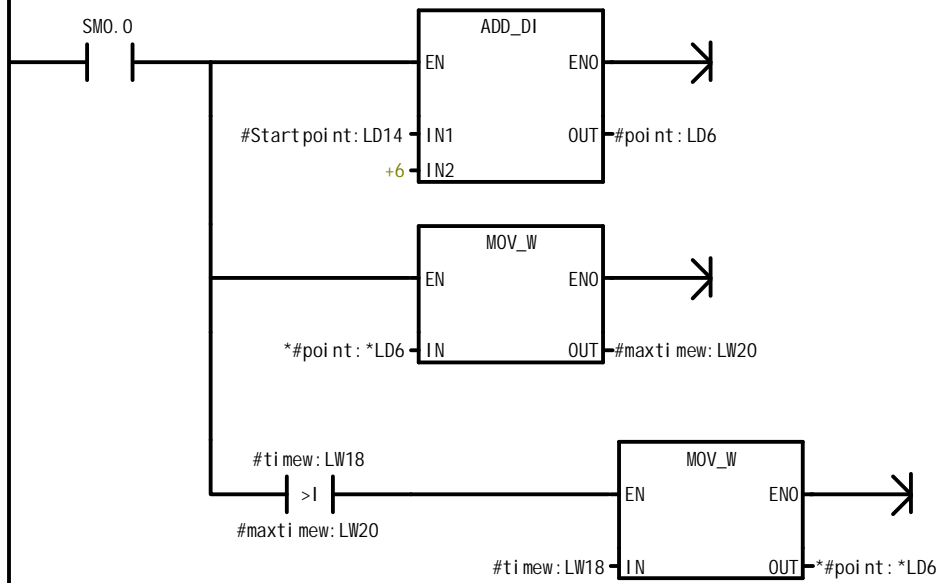 SM0.0
ADD_DI
EN ENO
#Startpoint:LD14 IN1 OUT #point:LD6
+6 IN2
MOV_W
EN ENO
*#point:*LD6 IN OUT #maxtimew:LW20
#timew:LW18
>I
#maxtimew:LW20
MOV_W
EN ENO
#timew:LW18 IN OUT *#point:*LD6